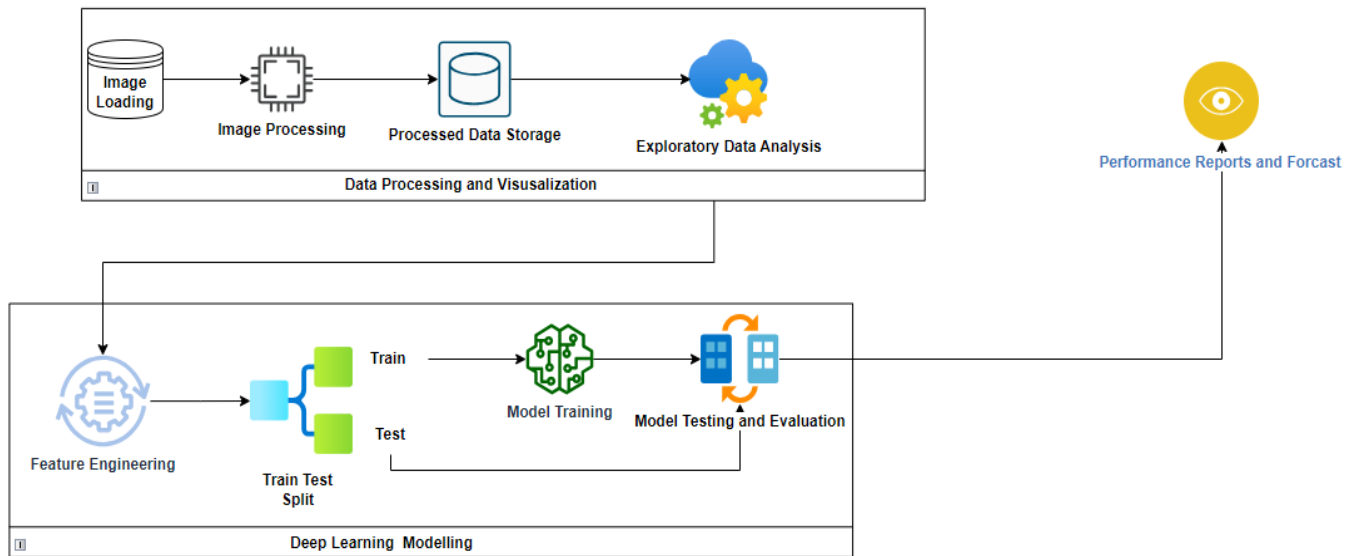 Image
Loading
Image Processing
Processed Data Storage
Exploratory Data Analysis
Data Processing and Visusalization
Performance Reports and Forcast
Train
Test
Feature Engineering
Train Test
Split
Model Training
Model Testing and Evaluation
Deep Learning Modelling